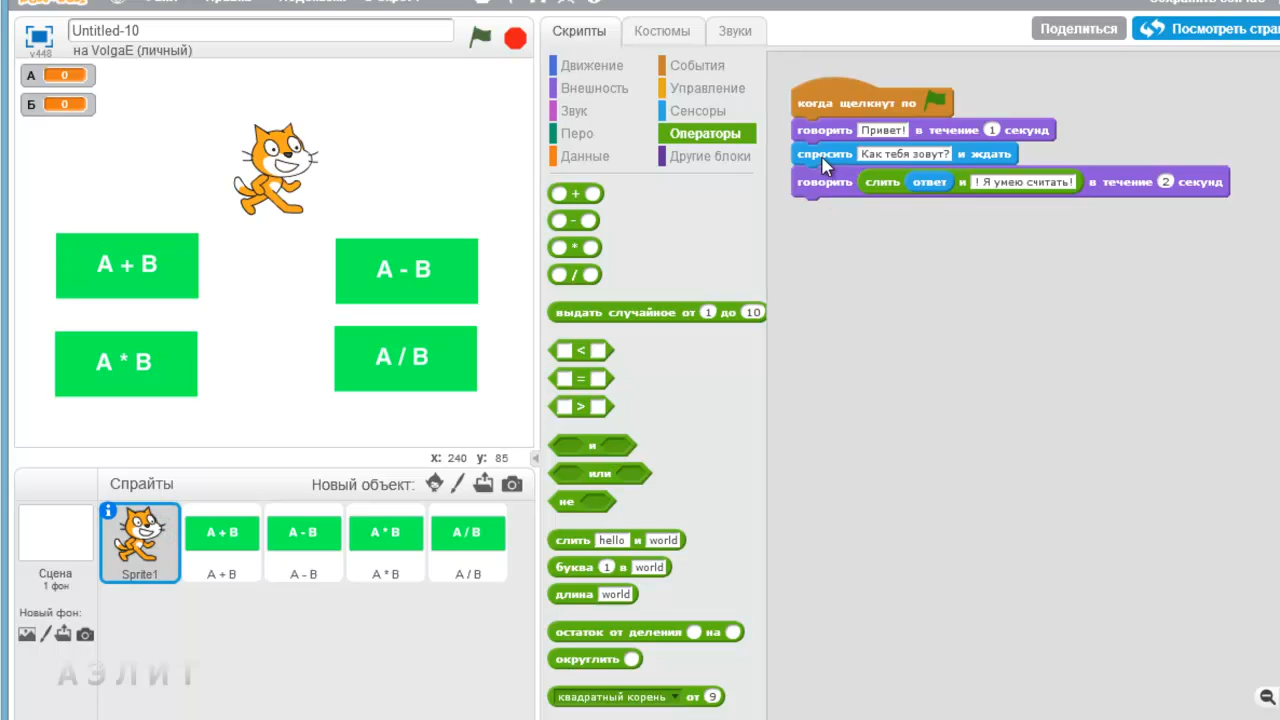 Untitled-10
на VolgaE (личный)
v448
А 0
Б 0
A + B
A - B
A * B
A / B
x: 240 y: 85
Спрайты
Новый объект:
Sprite1
A + B
A + B
A - B
A - B
A * B
A * B
A / B
A / B
Сцена
1 фон
Новый фон:
АЭЛИТ
Скрипты
Костюмы
Звуки
Движение
События
Внешность
Управление
Звук
Сенсоры
Перо
Операторы
Данные
Другие блоки
+
-
*
/
выдать случайное от 1 до 10
<
=
>
и
или
не
слить hello и world
буква 1 в world
длина world
остаток от деления на
округлить
квадратный корень от 9
Поделиться
Посмотреть стра
когда щелкнут по
говорить Привет! в течение 1 секунд
спросить Как тебя зовут? и ждать
говорить слить ответ и ! Я умею считать! в течение 2 секунд